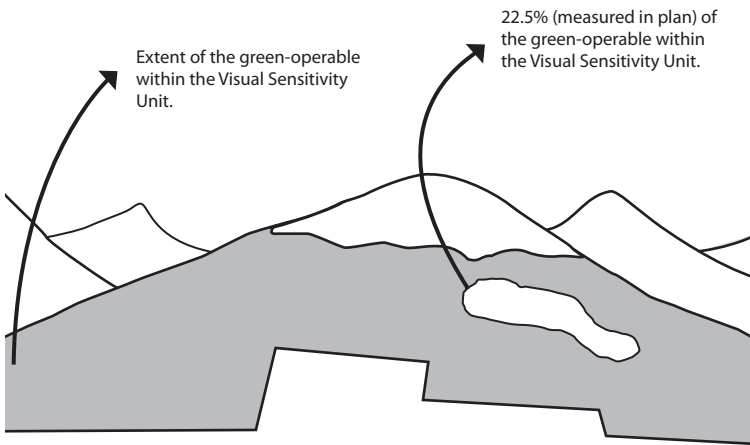 Extent of the green-operable
within the Visual Sensitivity
Unit.
22.5% (measured in plan) of
the green-operable within
the Visual Sensitivity Unit.